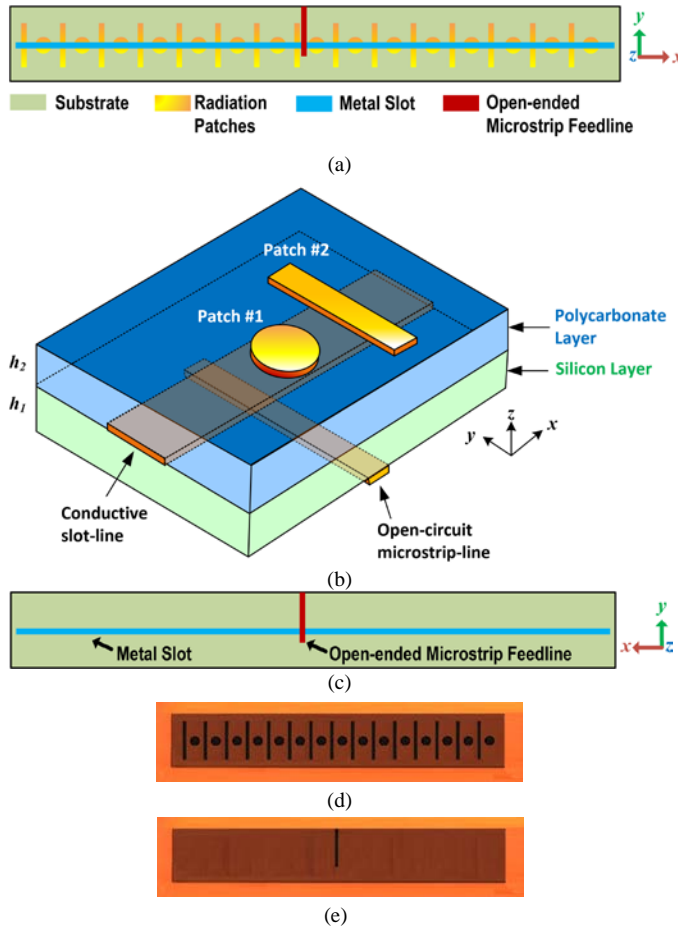 y
z
x
Substrate
Radiation
Patches
Metal Slot
Open-ended
Microstrip Feedline
(a)
Patch #2
Patch #1
Polycarbonate
Layer
Silicon Layer
h2
h1
z
y
x
Conductive
slot-line
Open-circuit
microstrip-line
(b)
Metal Slot
Open-ended Microstrip Feedline
y
x
z
(c)
(d)
(e)